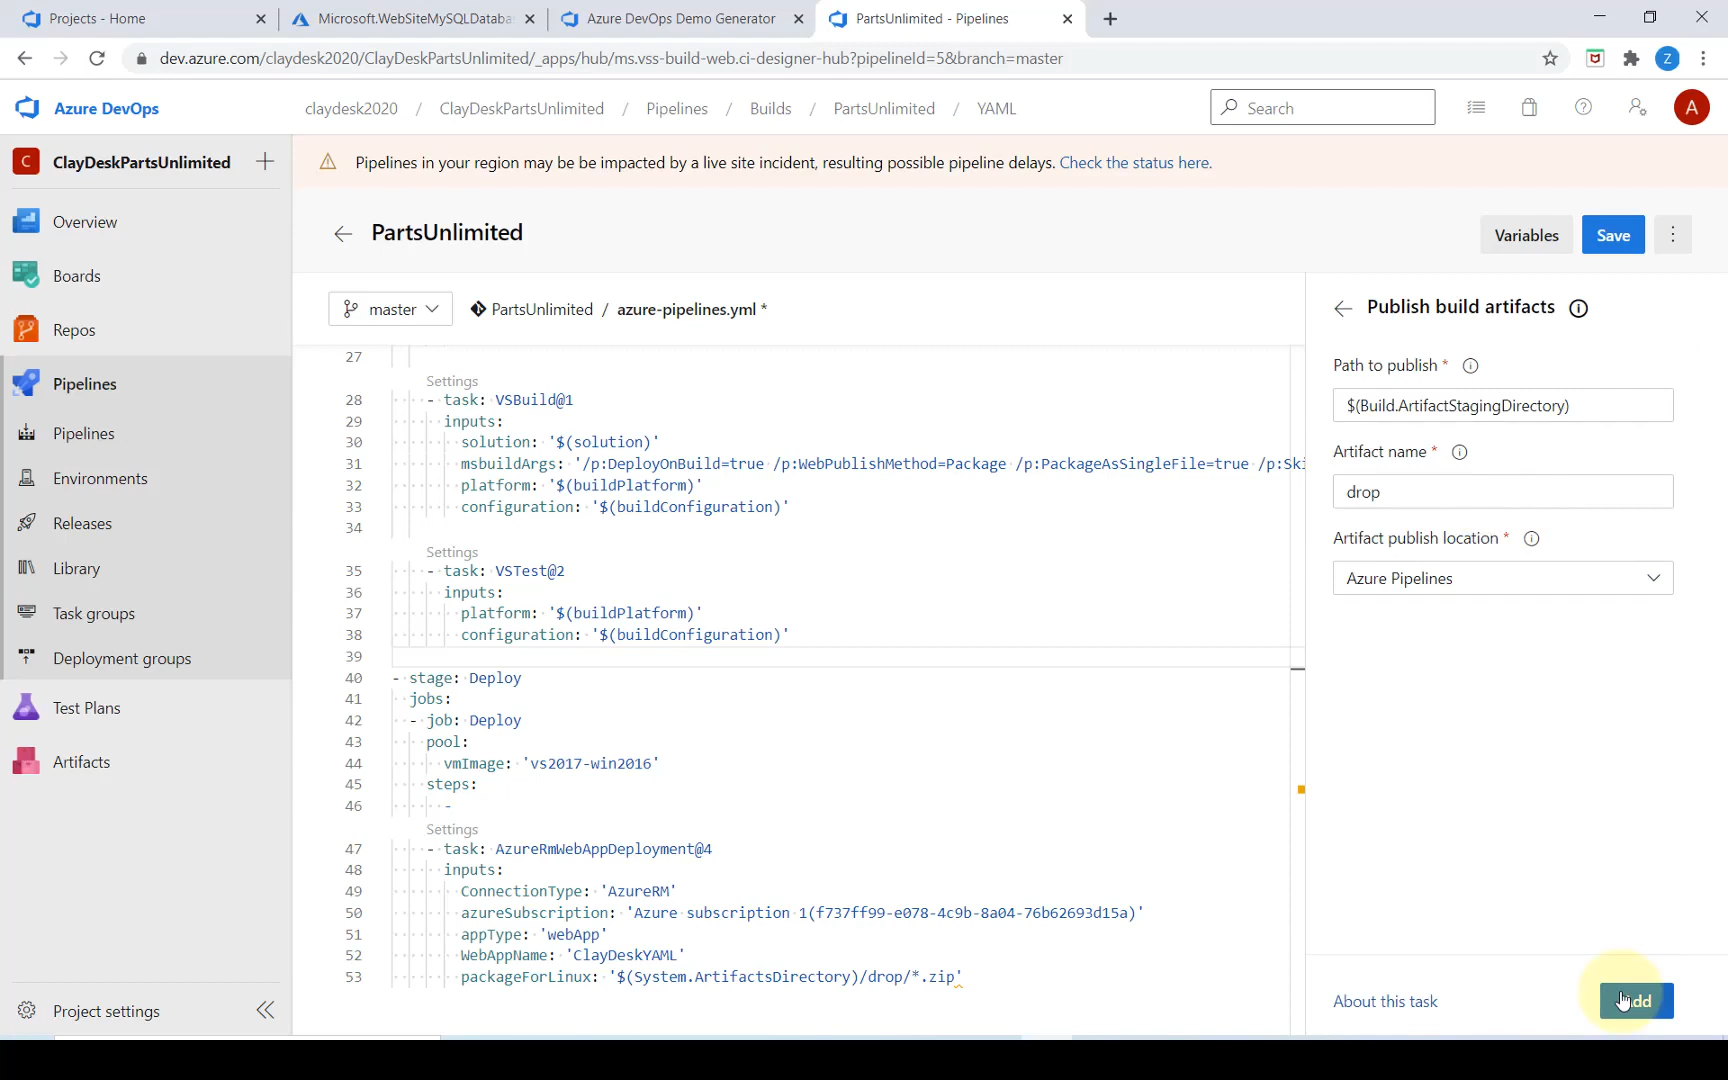 Projects - Home
Microsoft.WebSiteMySQLDataba
Azure DevOps Demo Generator
PartsUnlimited - Pipelines
dev.azure.com/claydesk2020/ClayDeskPartsUnlimited/_apps/hub/ms.vss-build-web.ci-designer-hub?pipelineId=5&branch=master
Z
Azure DevOps
claydesk2020 / ClayDeskPartsUnlimited / Pipelines / Builds / PartsUnlimited / YAML
Search
A
C ClayDeskPartsUnlimited
Pipelines in your region may be be impacted by a live site incident, resulting possible pipeline delays. Check the status here.
Overview
Boards
Repos
Pipelines
Pipelines
Environments
Releases
Library
Task groups
Deployment groups
Test Plans
Artifacts
Project settings
PartsUnlimited
Variables
Save
master
PartsUnlimited / azure-pipelines.yml *
27
Settings
28 - task: VSBuild@1
29 inputs:
30 solution: '$(solution)'
31 msbuildArgs: '/p:DeployOnBuild=true /p:WebPublishMethod=Package /p:PackageAsSingleFile=true /p:Ski
32 platform: '$(buildPlatform)'
33 configuration: '$(buildConfiguration)'
34
Settings
35 - task: VSTest@2
36 inputs:
37 platform: '$(buildPlatform)'
38 configuration: '$(buildConfiguration)'
39
40 - stage: Deploy
41 jobs:
42 - job: Deploy
43 pool:
44 vmImage: 'vs2017-win2016'
45 steps:
46 -
Settings
47 - task: AzureRmWebAppDeployment@4
48 inputs:
49 ConnectionType: 'AzureRM'
50 azureSubscription: 'Azure subscription 1(f737ff99-e078-4c9b-8a04-76b62693d15a)'
51 appType: 'webApp'
52 WebAppName: 'ClayDeskYAML'
53 packageForLinux: '$(System.ArtifactsDirectory)/drop/*.zip'
Publish build artifacts
Path to publish *
$(Build.ArtifactStagingDirectory)
Artifact name *
drop
Artifact publish location *
Azure Pipelines
About this task